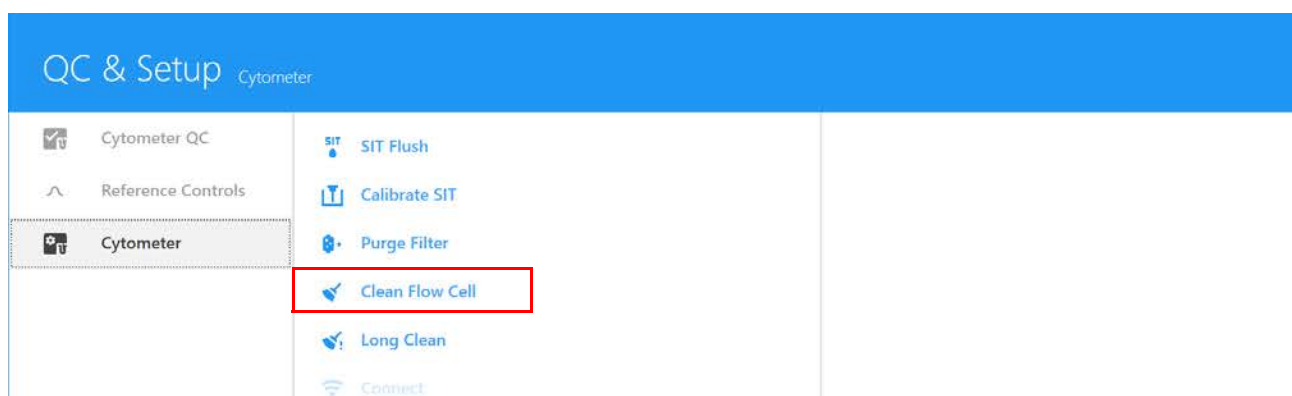 QC & Setup Cytometer
Cytometer QC
Reference Controls
Cytometer
SIT
SIT Flush
Calibrate SIT
Purge Filter
Clean Flow Cell
Long Clean
Connect